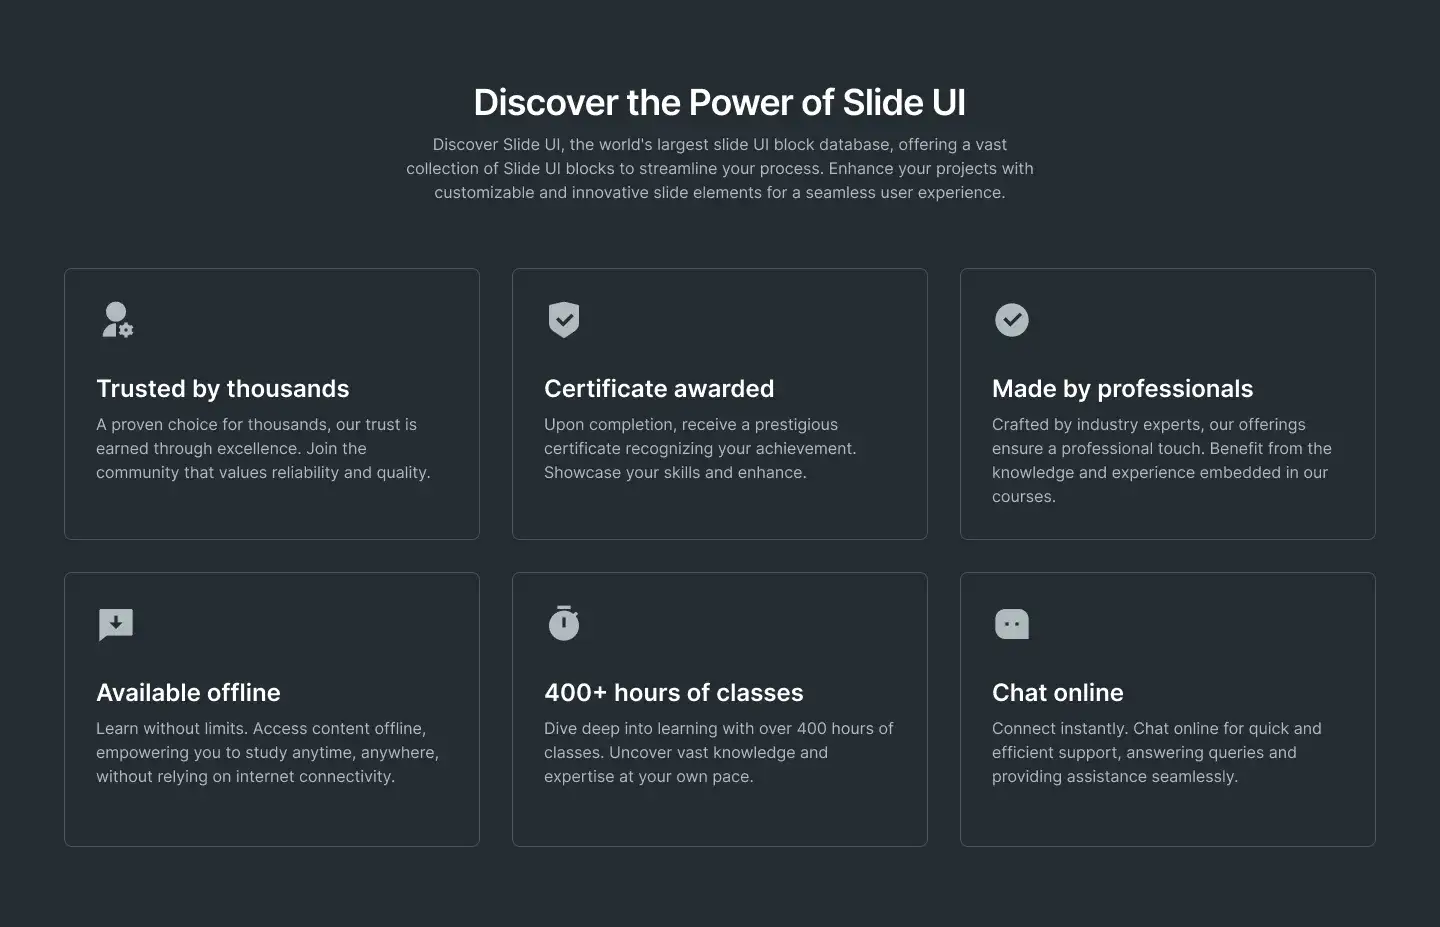 Discover the Power of Slide UI
Discover Slide UI, the world's largest slide UI block database, offering a vast
collection of Slide UI blocks to streamline your process. Enhance your projects with
customizable and innovative slide elements for a seamless user experience.
Trusted by thousands
A proven choice for thousands, our trust is
earned through excellence. Join the
community that values reliability and quality.
Certificate awarded
Upon completion, receive a prestigious
certificate recognizing your achievement.
Showcase your skills and enhance.
Made by professionals
Crafted by industry experts, our offerings
ensure a professional touch. Benefit from the
knowledge and experience embedded in our
courses.
Available offline
Learn without limits. Access content offline,
empowering you to study anytime, anywhere,
without relying on internet connectivity.
400+ hours of classes
Dive deep into learning with over 400 hours of
classes. Uncover vast knowledge and
expertise at your own pace.
Chat online
Connect instantly. Chat online for quick and
efficient support, answering queries and
providing assistance seamlessly.